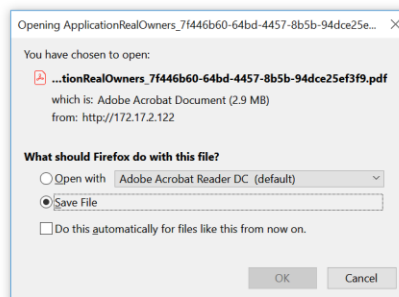 Opening ApplicationRealOwners_7f446b60-64bd-4457-8b5b-94dce25e...
You have chosen to open:
...tionRealOwners_7f446b60-64bd-4457-8b5b-94dce25ef3f9.pdf
which is: Adobe Acrobat Document (2.9 MB)
from: http://172.17.2.122
What should Firefox do with this file?
Open with Adobe Acrobat Reader DC (default)
Save File
Do this automatically for files like this from now on.
OK Cancel